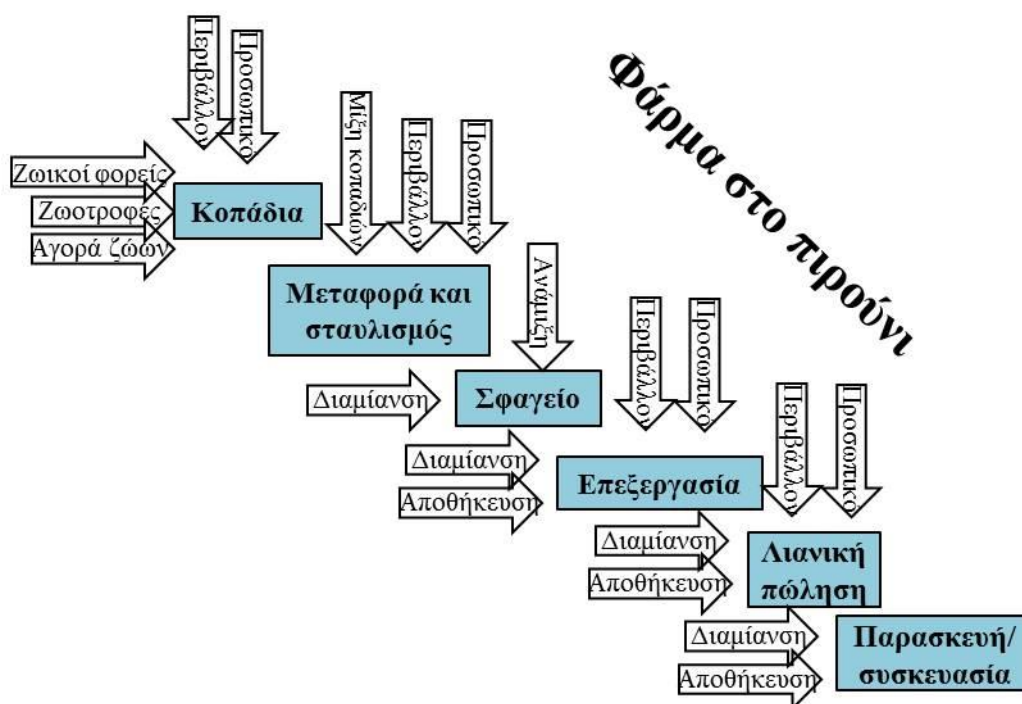 Περιβάλλον
Προσωπικό
Φάρμα στο πιρούνι
Ζωικοί φορείς
Ζωοτροφές
Αγορά ζώων
Κοπάδια
Μίξη κοπαδιών
Περιβάλλον
Προσωπικό
Μεταφορά και
σταυλισμός
Ανάμιξη
Διαμίανση
Σφαγείο
Περιβάλλον
Προσωπικό
Διαμίανση
Αποθήκευση
Επεξεργασία
Περιβάλλον
Προσωπικό
Διαμίανση
Αποθήκευση
Λιανική
πώληση
Διαμίανση
Αποθήκευση
Παρασκευή/
συσκευασία